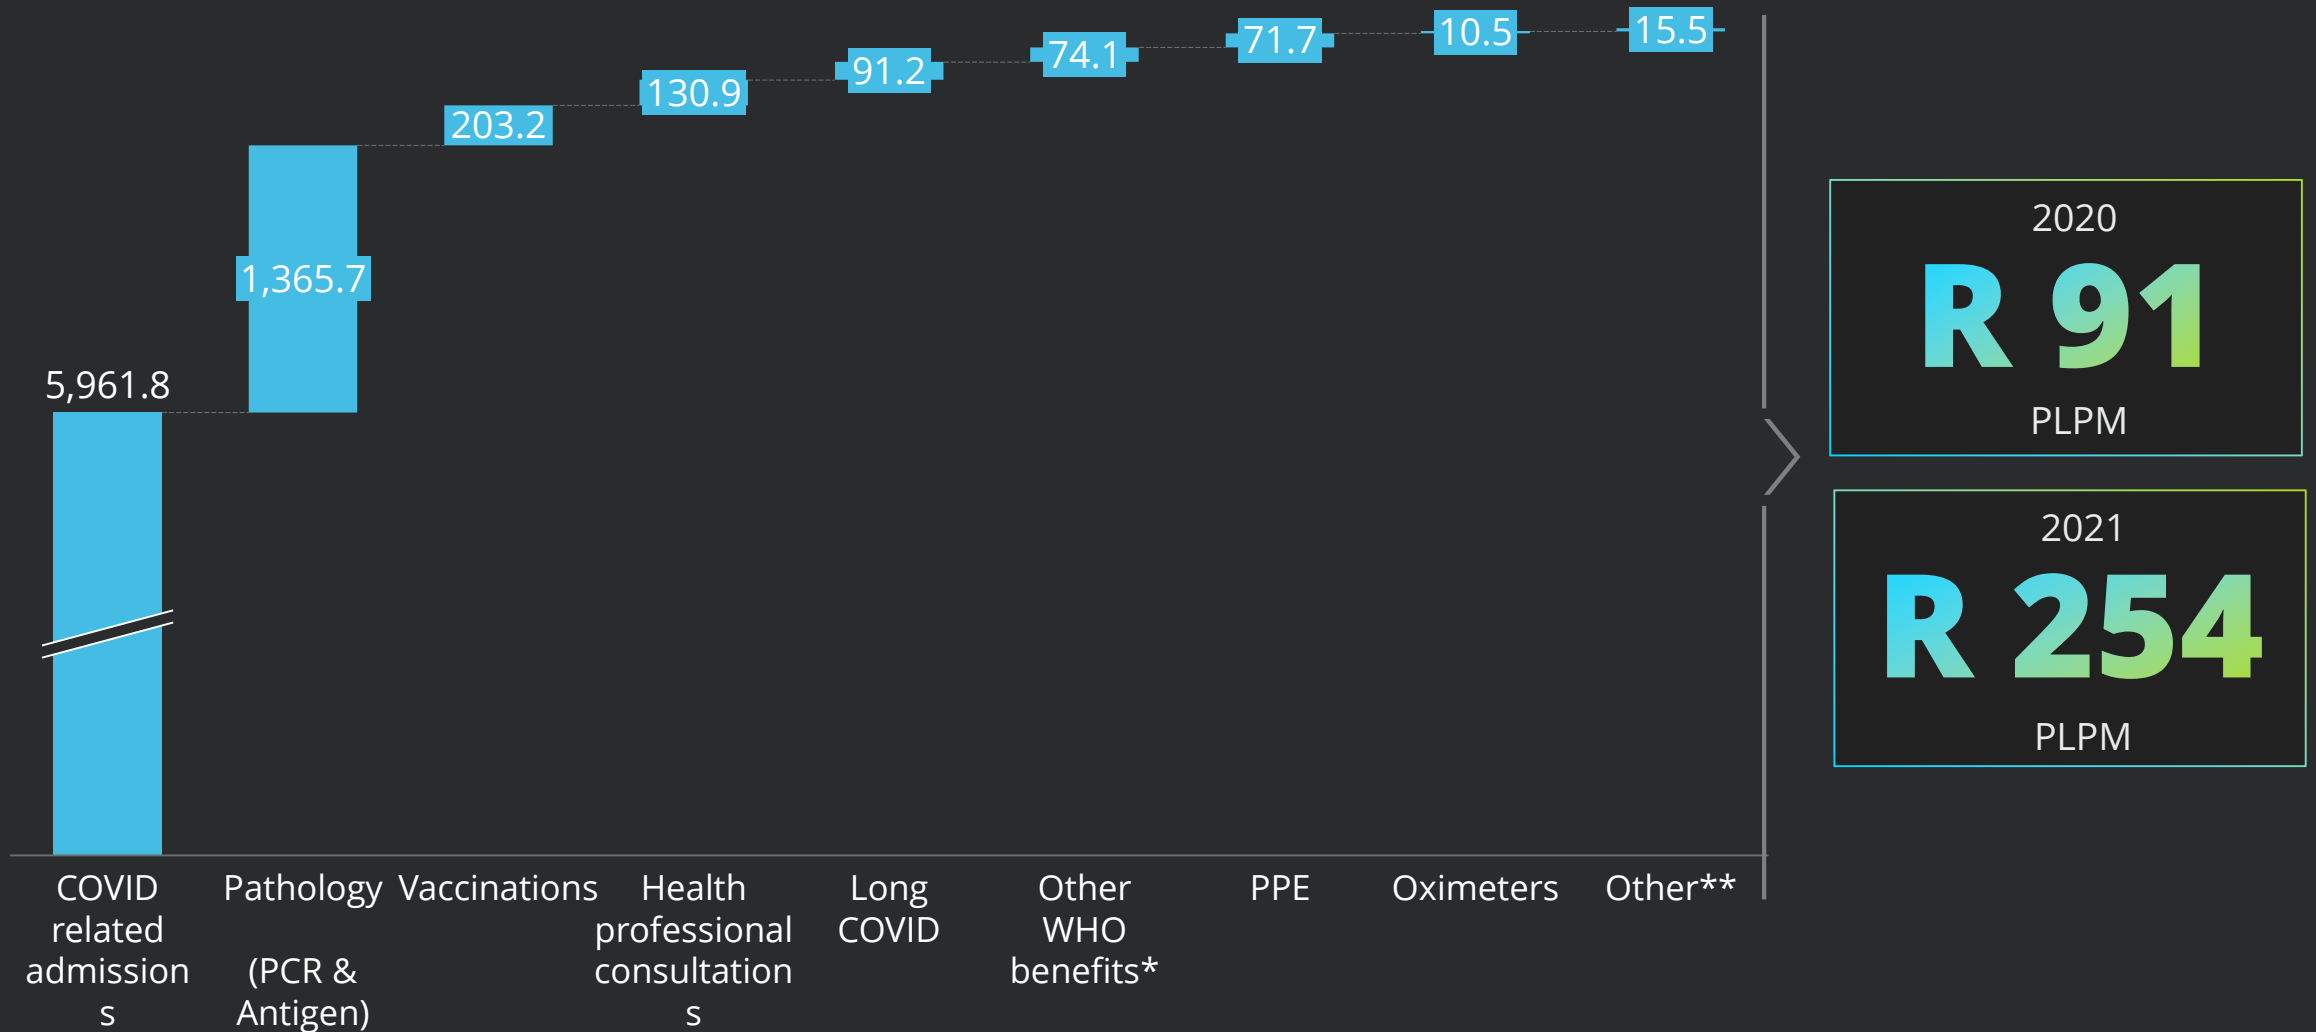 5,961.8
1,365.7
203.2
130.9
91.2
74.1
71.7
10.5
15.5
COVID
related
admission
s
Pathology
(PCR &
Antigen)
Vaccinations
Health
professional
consultation
s
Long
COVID
Other
WHO
benefits*
PPE
Oximeters
Other**
2020
R 91
PLPM
2021
R 254
PLPM